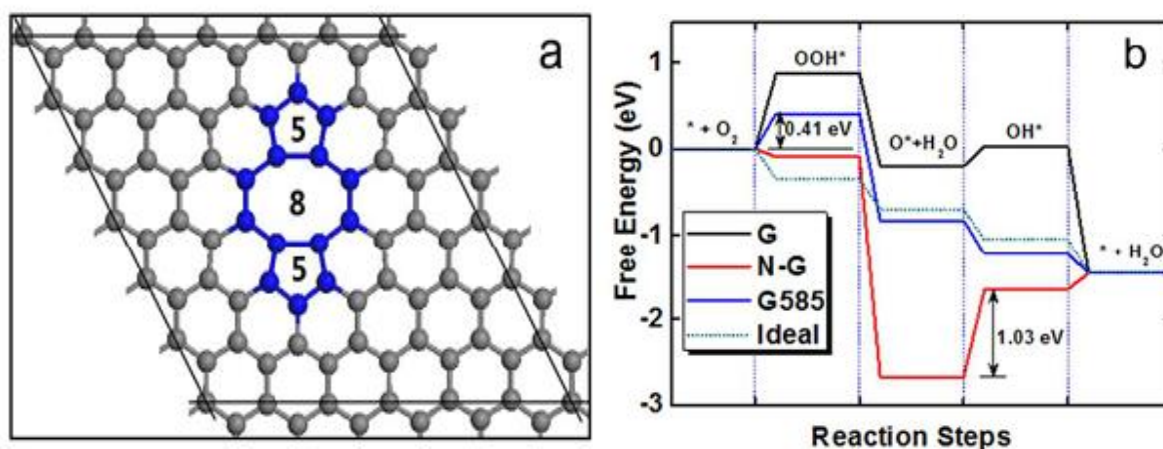 a
5
8
5
b
Free Energy (eV)
1
0
-1
-2
-3
* + O2
OOH*
0.41 eV
O*+H2O
OH*
* + H2O
1.03 eV
G
N-G
G585
Ideal
Reaction Steps